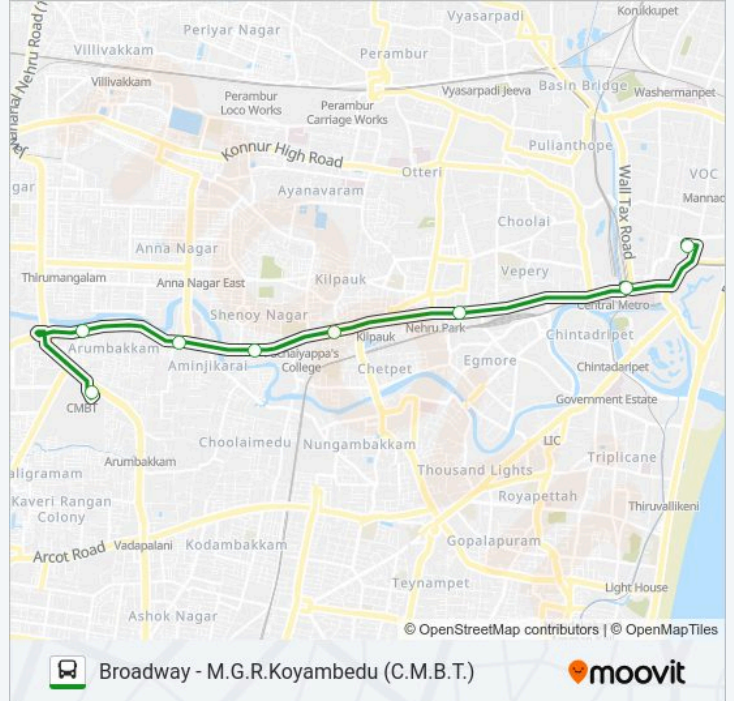 Korukkupet
Vyasarpadi
Periyar Nagar
Villivakkam
Perambur
Villivakkam
Vyasarpadi Jeeva
Basin Bridge
Washermanpet
Perambur
Loco Works
Perambur
Carriage Works
Konnur High Road
Pulianthope
Otteri
Wall Tax Road
VOC
gar
Ayanavaram
Mannad
Choolai
Anna Nagar
Thirumangalam
Anna Nagar East
Kilpauk
Vepery
Shenoy Nagar
Central Metro
Nehru Park
Kilpauk
Chintadripet
Arumbakkam
chaiyappa's
College
Aminjikarai
Chetpet
Egmore
Chintadaripet
Government Estate
CMBT
Choolaimedu
Nungambakkam
LIC
Triplicane
Arumbakkam
Thousand Lights
aligramam
Royapettah
Kaveri Rangan
Colony
Thiruvallikeni
Arcot Road
Vadapalani
Kodambakkam
Gopalapuram
Teynampet
Light House
Ashok Nagar
© OpenStreetMap contributors | © OpenMapTiles
Broadway - M.G.R.Koyambedu (C.M.B.T.)
moovit